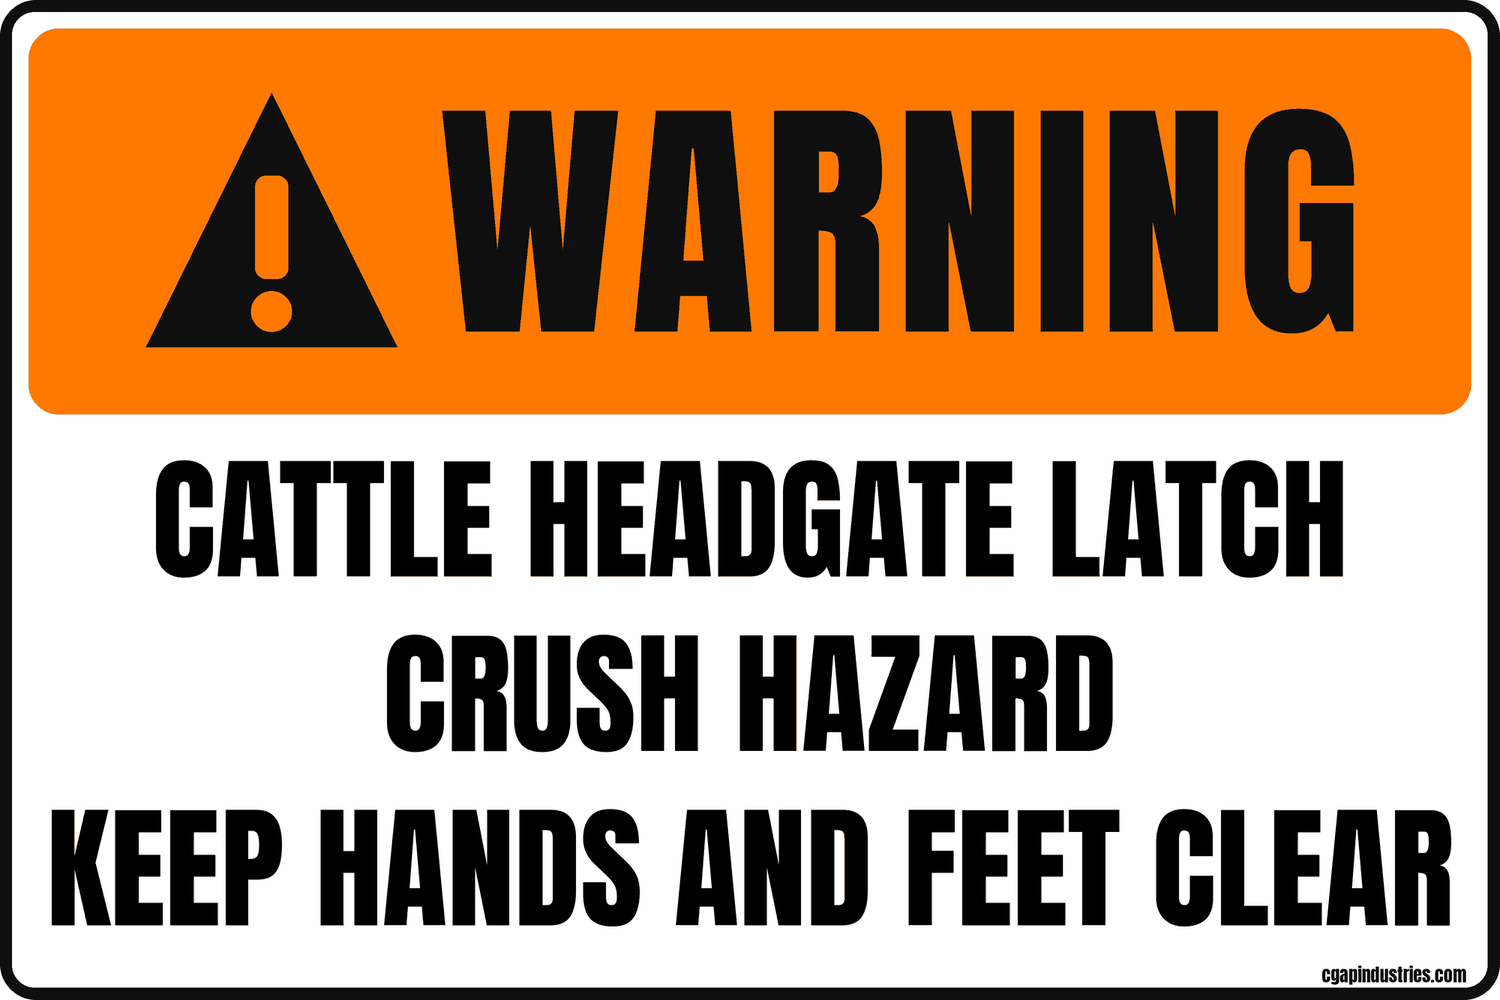 WARNING
CATTLE HEADGATE LATCH
CRUSH HAZARD
KEEP HANDS AND FEET CLEAR
cgapindustries.com